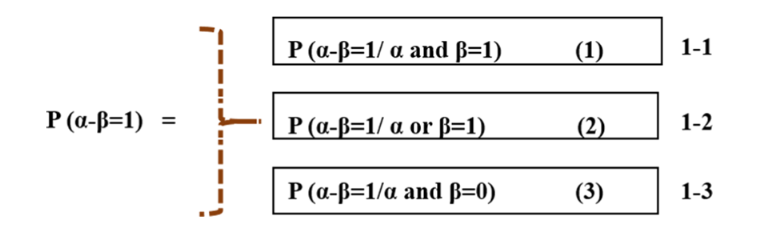 P (α-β=1/ α and β=1) (1) 1-1
P (α-β=1) =
P (α-β=1/ α or β=1) (2) 1-2
P (α-β=1/α and β=0) (3) 1-3